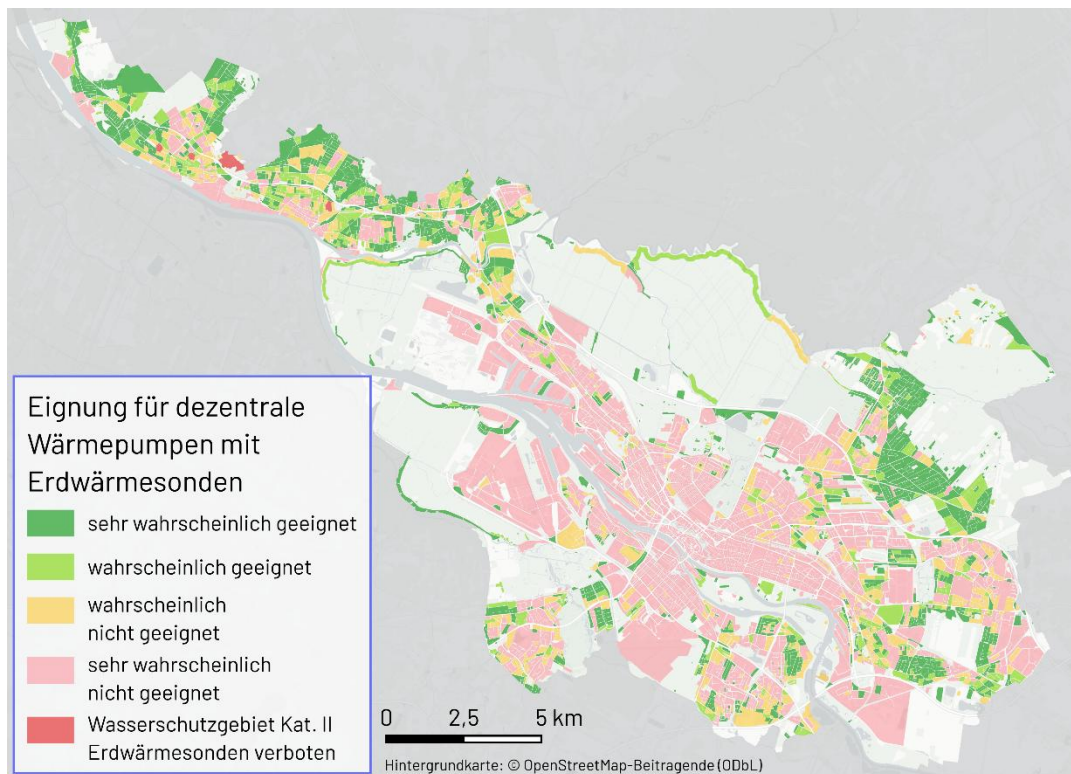 Eignung für dezentrale
Wärmepumpen mit
Erdwärmesonden
sehr wahrscheinlich geeignet
wahrscheinlich geeignet
wahrscheinlich
nicht geeignet
sehr wahrscheinlich
nicht geeignet
Wasserschutzgebiet Kat. II
Erdwärmesonden verboten
0 2,5 5 km
Hintergrundkarte: © OpenStreetMap-Beitragende (ODbL)